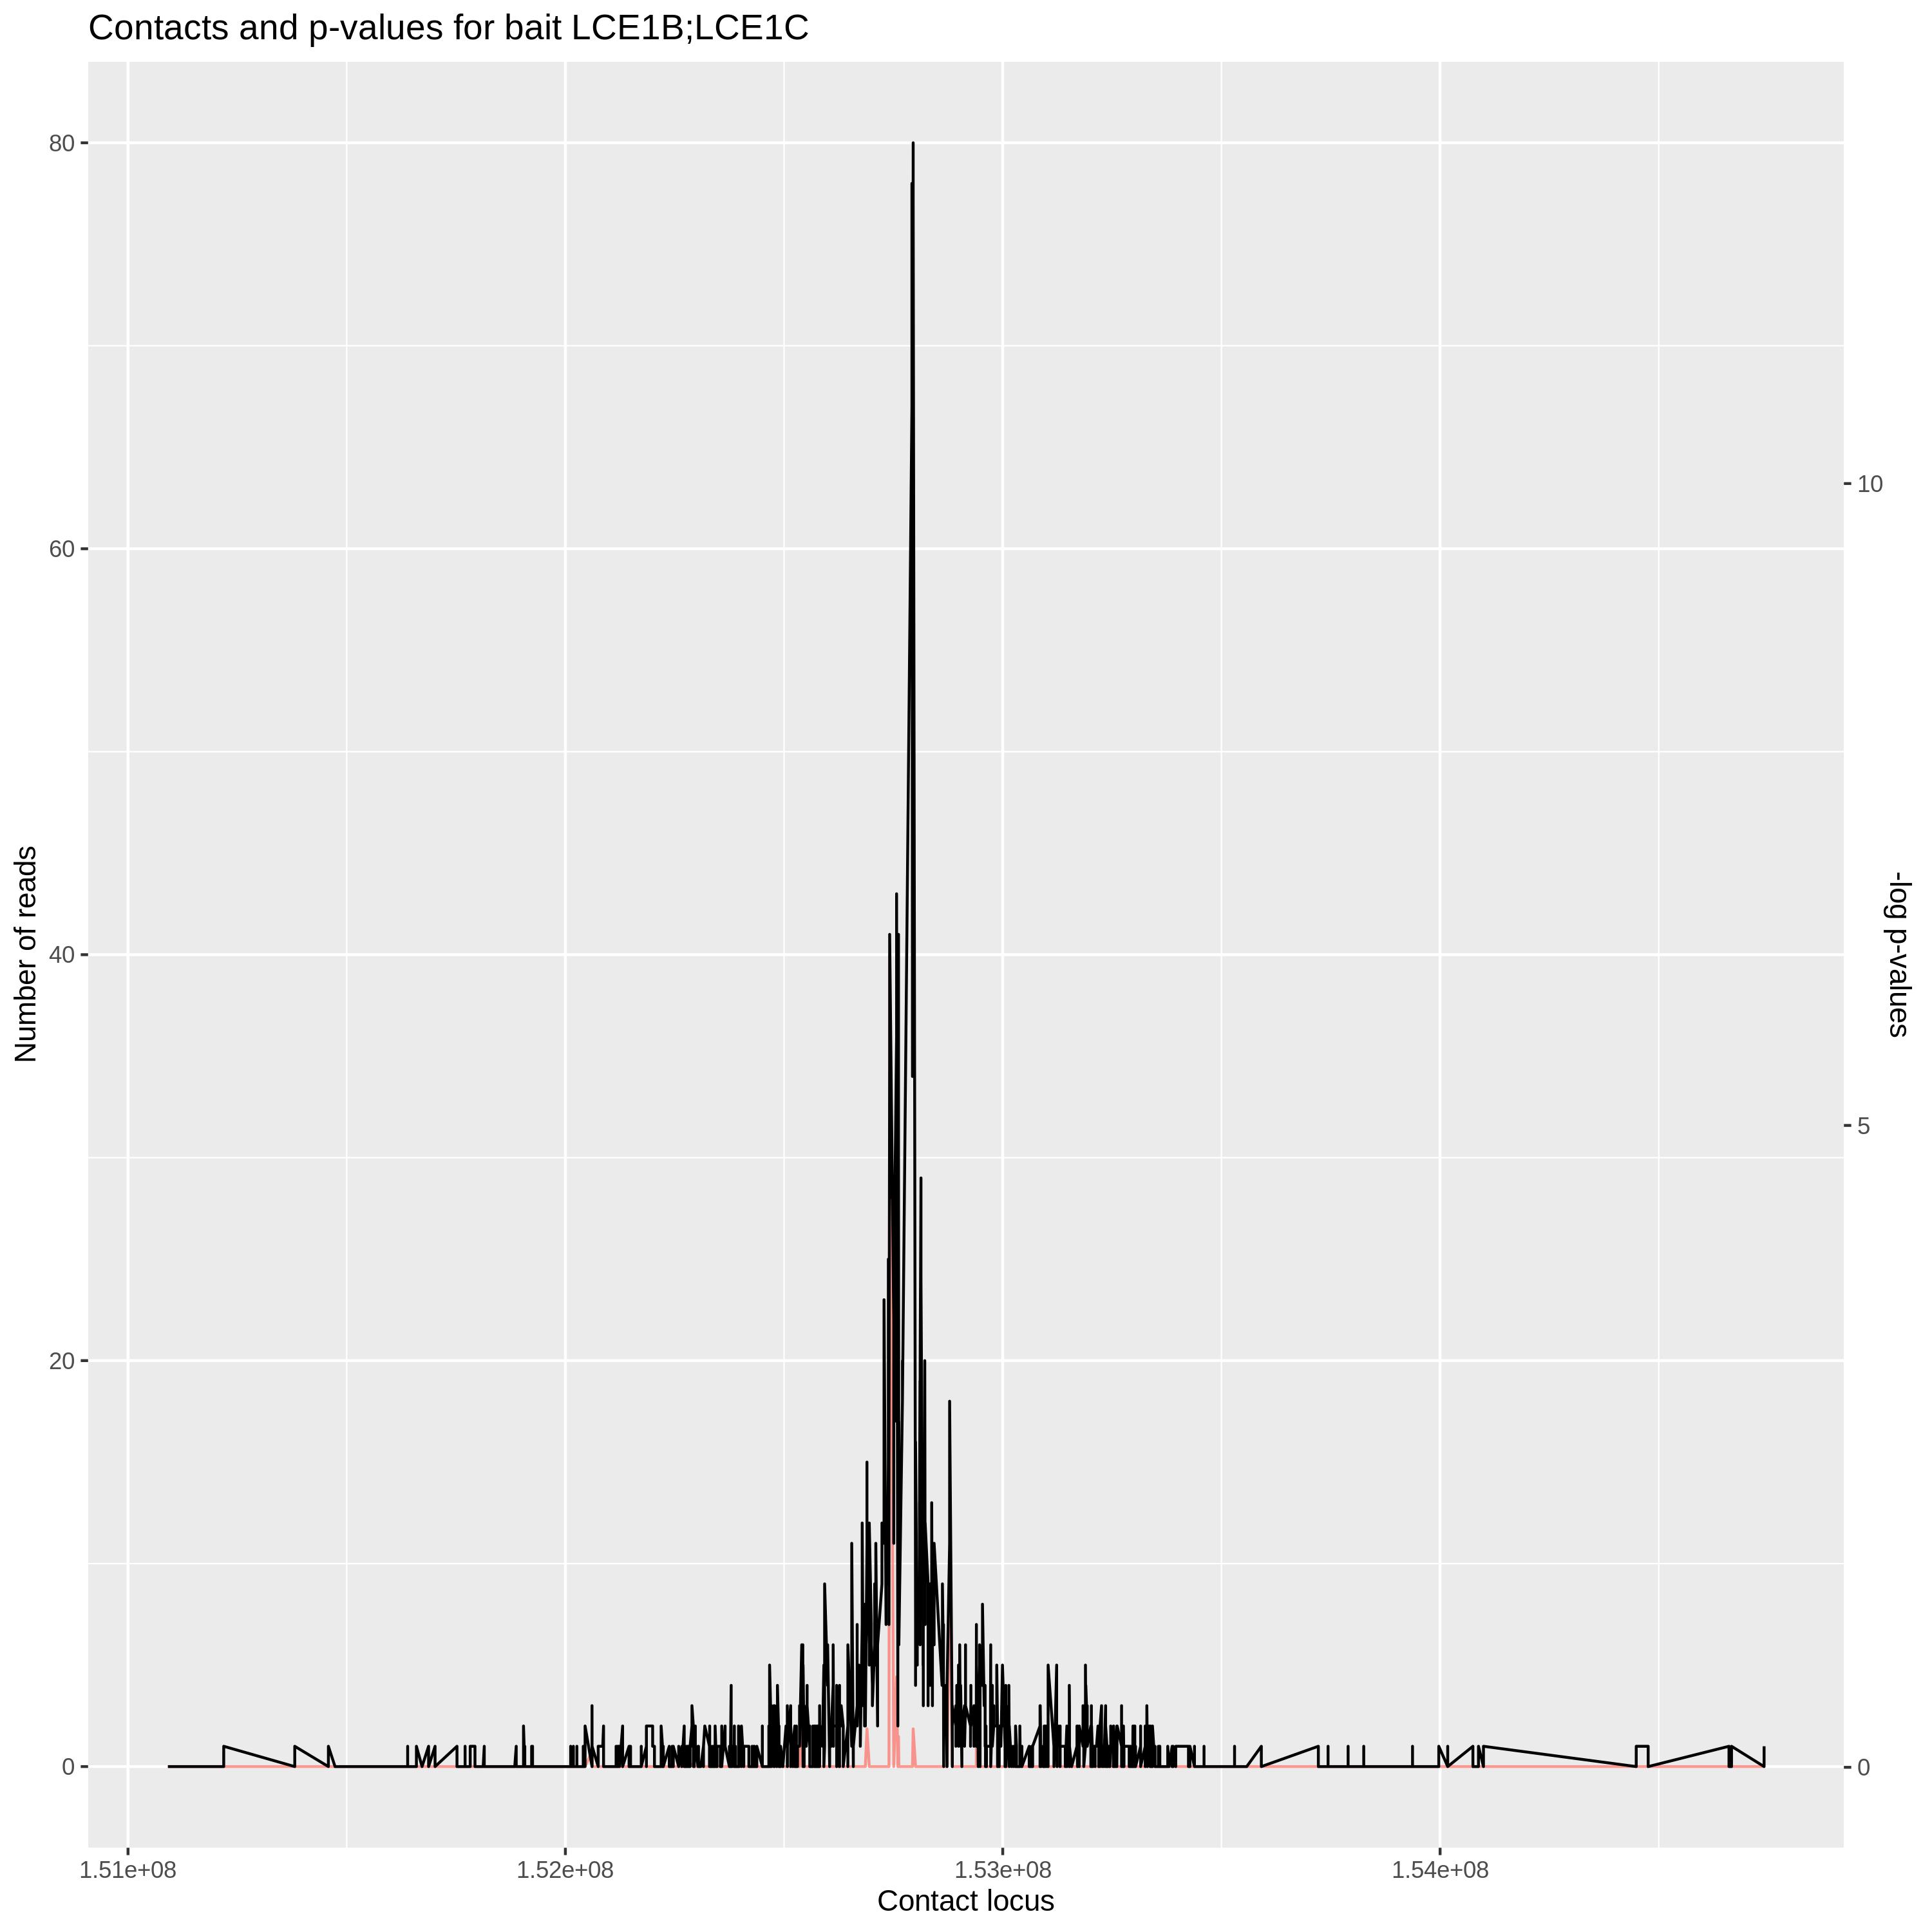 Contacts and p-values for bait LCE1B;LCE1C
80
60
40
20
0
Number of reads
10
5
0
-log p-values
1.51e+08
1.52e+08
1.53e+08
1.54e+08
Contact locus